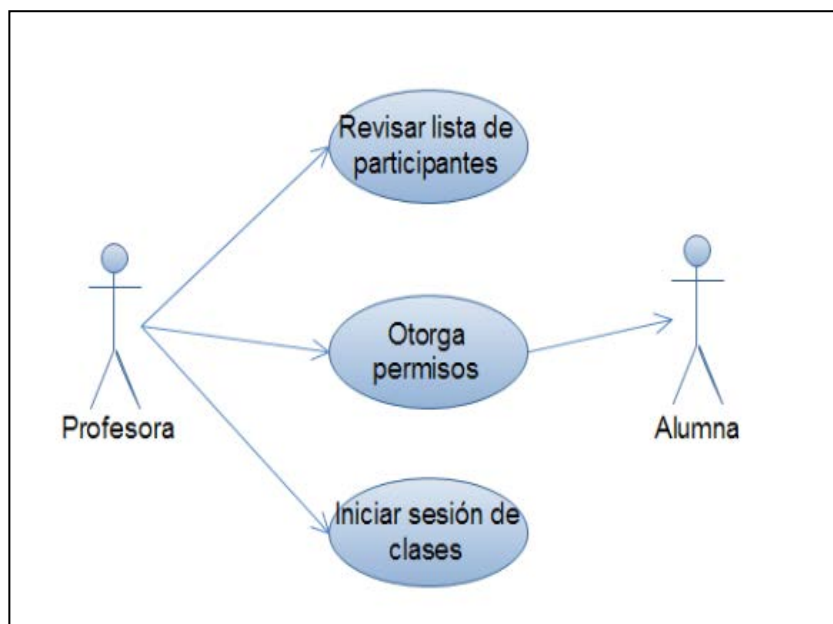 Revisar lista de
participantes
Otorga
permisos
Profesora
Alumna
Iniciar sesión de
clases